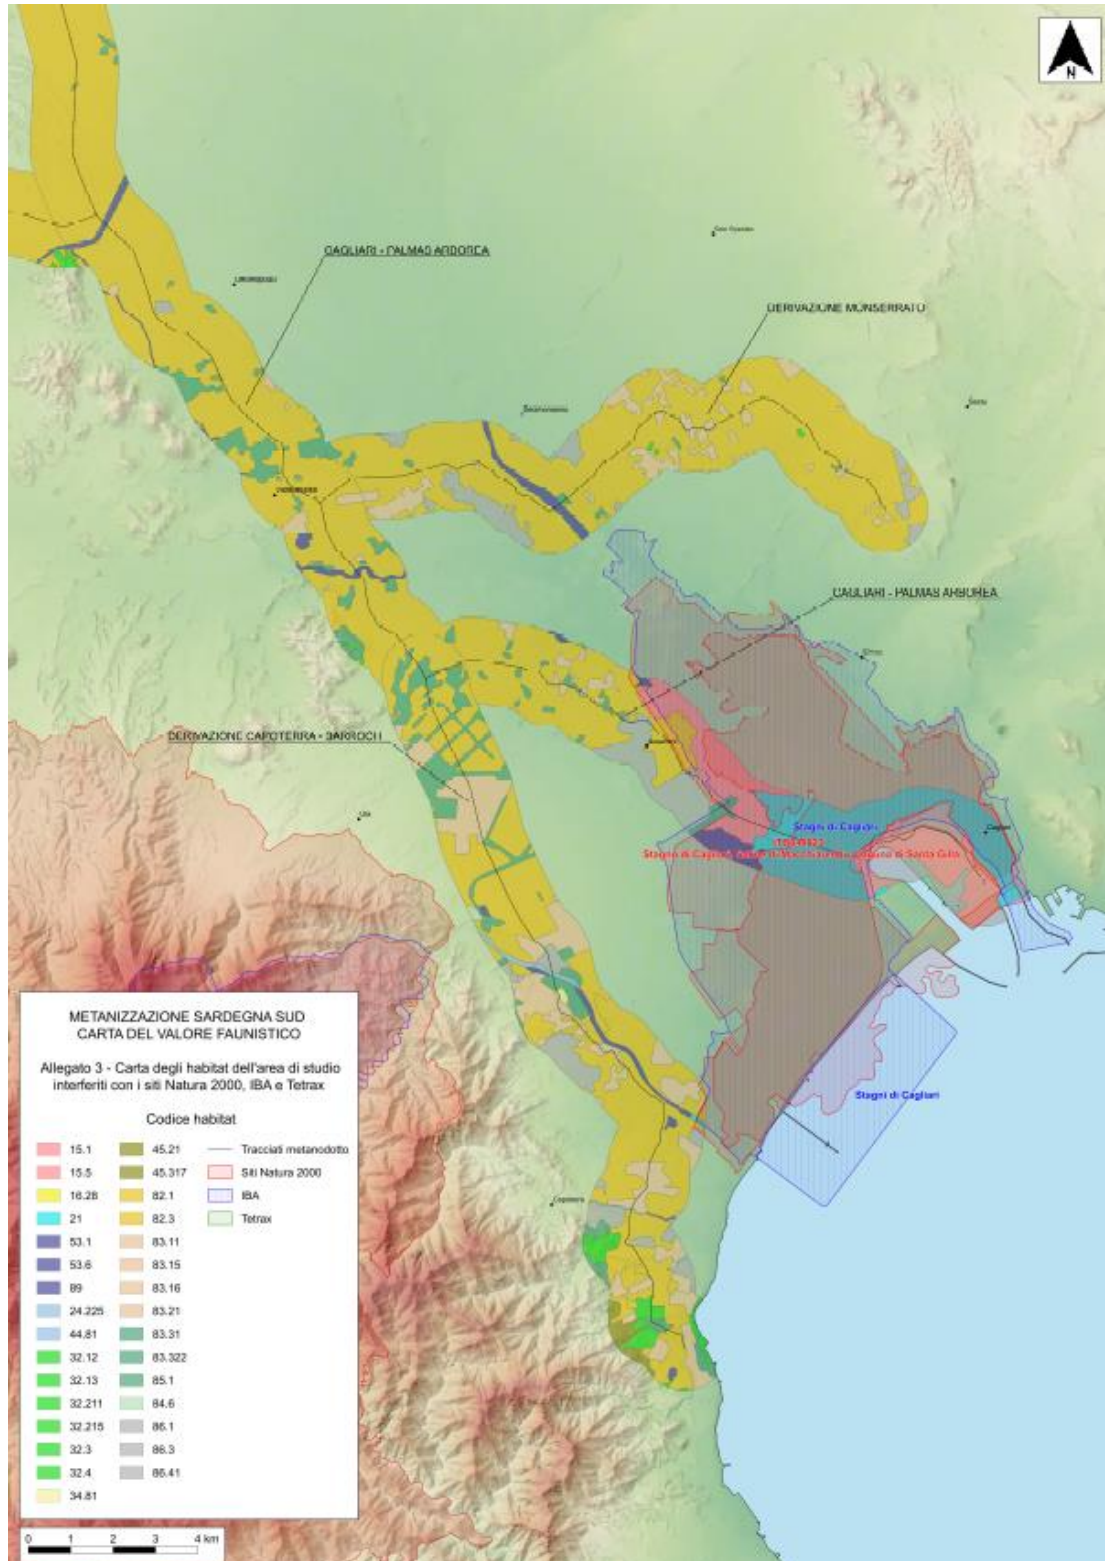 N
CAGLIARI - PALMAS ARBOREA
DERIVAZIONE MONSERRATO
Sestu
CAGLIARI - PALMAS ARBOREA
Elmas
DERIVAZIONE CAPOTERRA - SARROCH
Uta
Stagni di Cagliari
Cagliari
Stagni di Cagliari
Capoterra
METANIZZAZIONE SARDEGNA SUD
CARTA DEL VALORE FAUNISTICO
Allegato 3 - Carta degli habitat dell'area di studio
interferiti con i siti Natura 2000, IBA e Tetrax
Codice habitat
15.1 45.21 Tracciati metanodotto
15.5 45.317 Siti Natura 2000
16.28 82.1 IBA
21 82.3 Tetrax
53.1 83.11
53.6 83.15
89 83.16
24.225 83.21
44.81 83.31
32.12 83.322
32.13 85.1
32.211 84.6
32.215 86.1
32.3 86.3
32.4 86.41
34.81
0 1 2 3 4 km